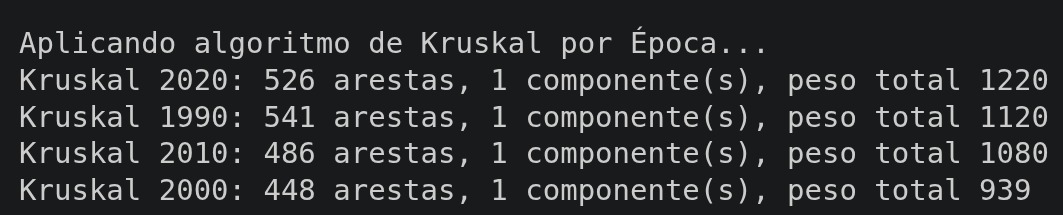 Aplicando algoritmo de Kruskal por Época...
Kruskal 2020: 526 arestas, 1 componente(s), peso total 1220
Kruskal 1990: 541 arestas, 1 componente(s), peso total 1120
Kruskal 2010: 486 arestas, 1 componente(s), peso total 1080
Kruskal 2000: 448 arestas, 1 componente(s), peso total 939